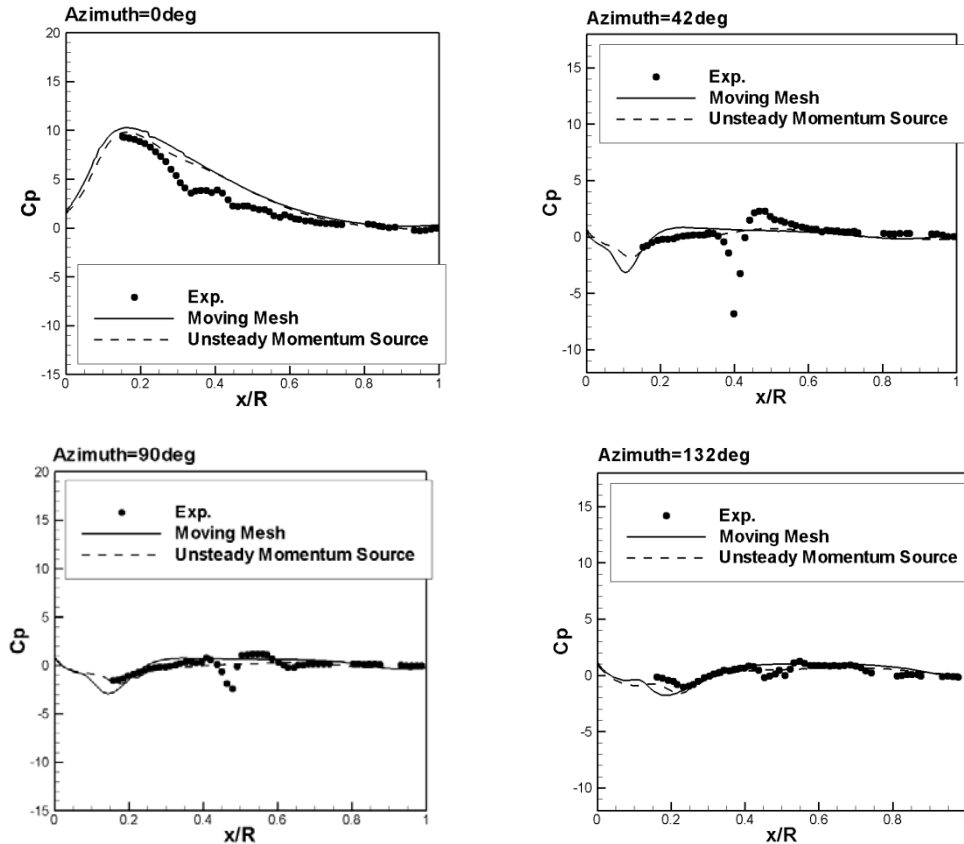 Azimuth=0deg
20
15
10
5
0
-5
-10
-15
Cp
Exp.
Moving Mesh
Unsteady Momentum Source
0 0.2 0.4 0.6 0.8 1
x/R
Azimuth=42deg
15
10
5
0
-5
-10
Cp
Exp.
Moving Mesh
Unsteady Momentum Source
0 0.2 0.4 0.6 0.8 1
x/R
Azimuth=90deg
20
15
10
5
0
-5
-10
-15
Cp
Exp.
Moving Mesh
Unsteady Momentum Source
0 0.2 0.4 0.6 0.8 1
x/R
Azimuth=132deg
15
10
5
0
-5
-10
Cp
Exp.
Moving Mesh
Unsteady Momentum Source
0 0.2 0.4 0.6 0.8
x/R